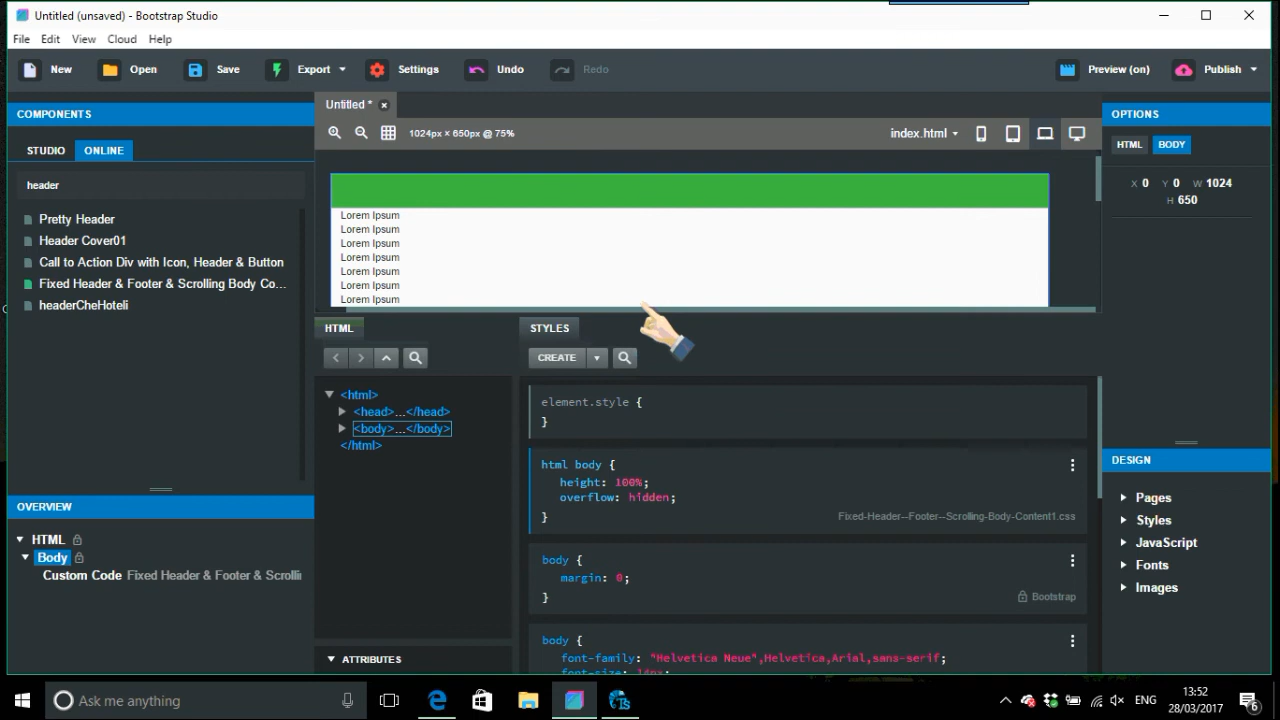 Untitled (unsaved) - Bootstrap Studio
File Edit View Cloud Help
New Open Save Export Settings Undo Redo Preview (on) Publish
COMPONENTS
STUDIO ONLINE
header
Pretty Header
Header Cover01
Call to Action Div with Icon, Header & Button
Fixed Header & Footer & Scrolling Body Co...
headerCheHoteli
OVERVIEW
HTML
Body
Custom Code Fixed Header & Footer & Scrolli
Untitled *
1024px × 650px @ 75%
index.html
Lorem Ipsum
Lorem Ipsum
Lorem Ipsum
Lorem Ipsum
Lorem Ipsum
Lorem Ipsum
Lorem Ipsum
HTML
<html>
<head>...</head>
<body>...</body>
</html>
ATTRIBUTES
STYLES
CREATE
element.style {
}
html body {
height: 100%;
overflow: hidden;
}
Fixed-Header--Footer--Scrolling-Body-Content1.css
body {
margin: 0;
}
Bootstrap
body {
font-family: "Helvetica Neue",Helvetica,Arial,sans-serif;
font-size: 14px;
OPTIONS
HTML BODY
X 0 Y 0 W 1024
H 650
DESIGN
Pages
Styles
JavaScript
Fonts
Images
Ask me anything
Ts
ENG
13:52
28/03/2017
6